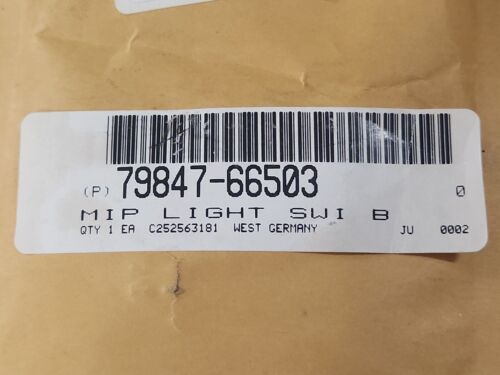 (P) 79847-66503 0
MIP LIGHT SWI B
QTY 1 EA C252563181 WEST GERMANY JU 0002